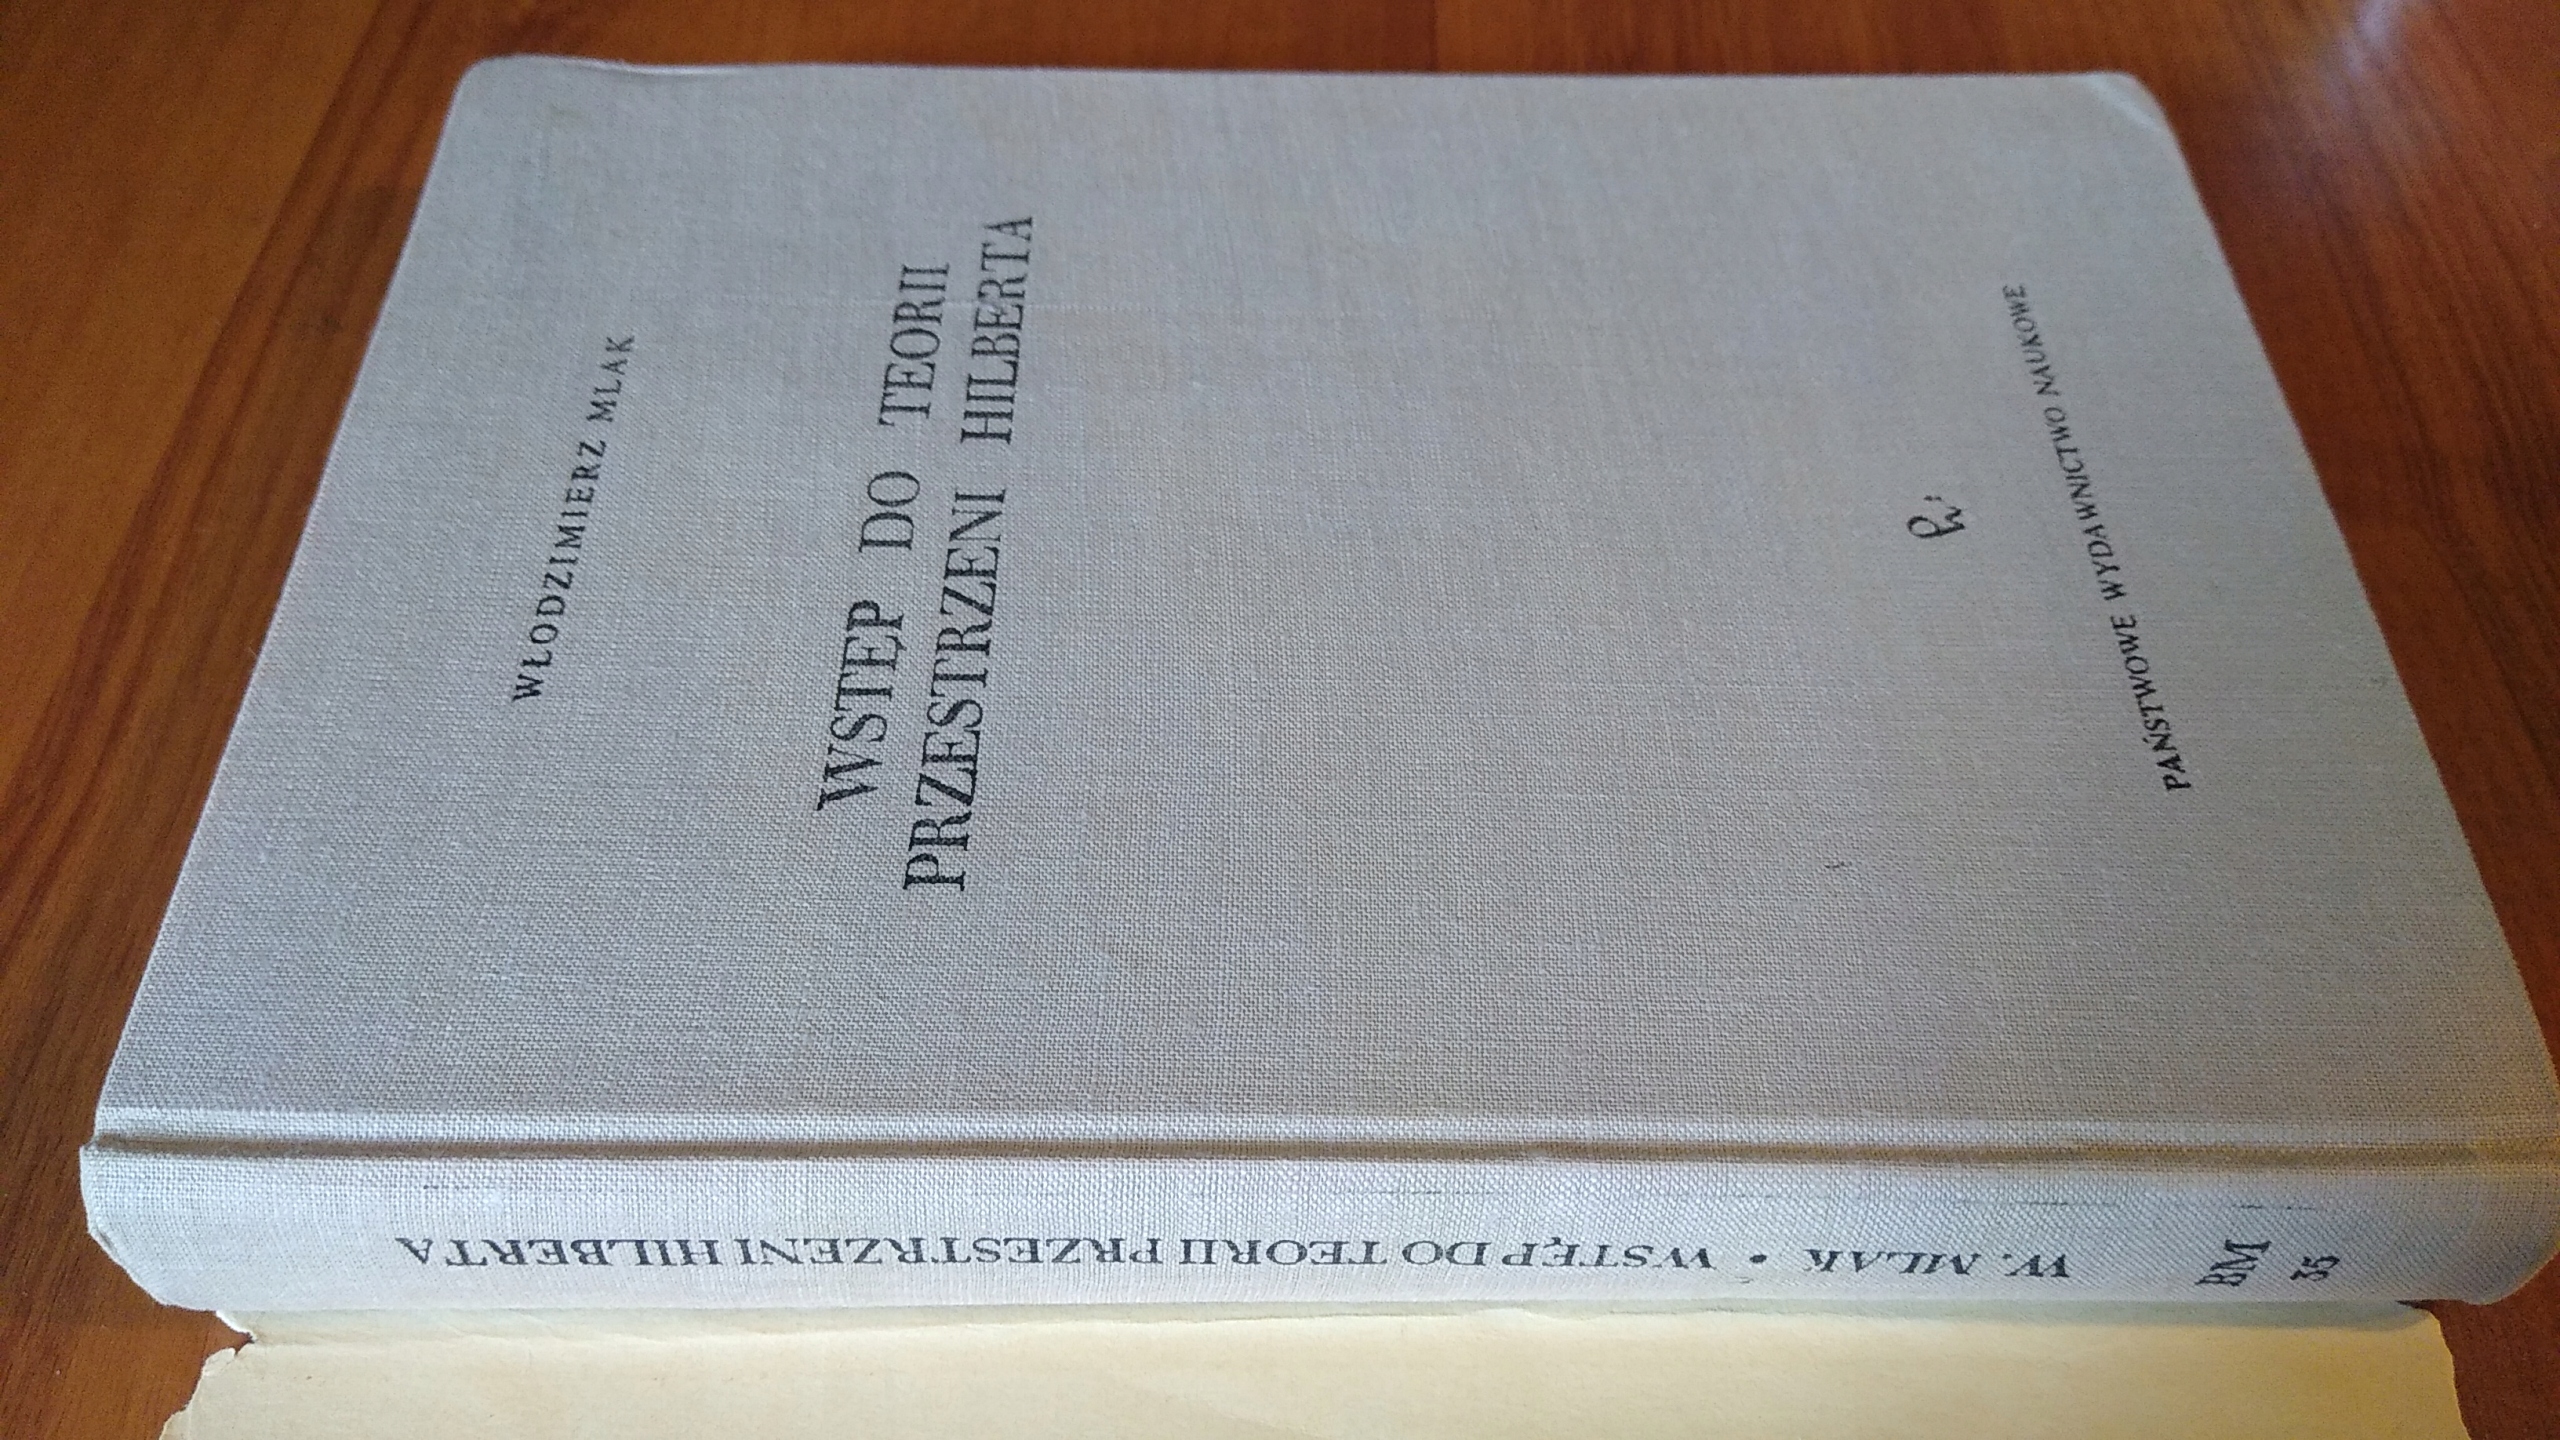 WŁODZIMIERZ MLAK
WSTĘP DO TEORII
PRZESTRZENI HILBERTA
PAŃSTWOWE WYDAWNICTWO NAUKOWE
W. MLAK • WSTĘP DO TEORII PRZESTRZENI HILBERTA
BM
35